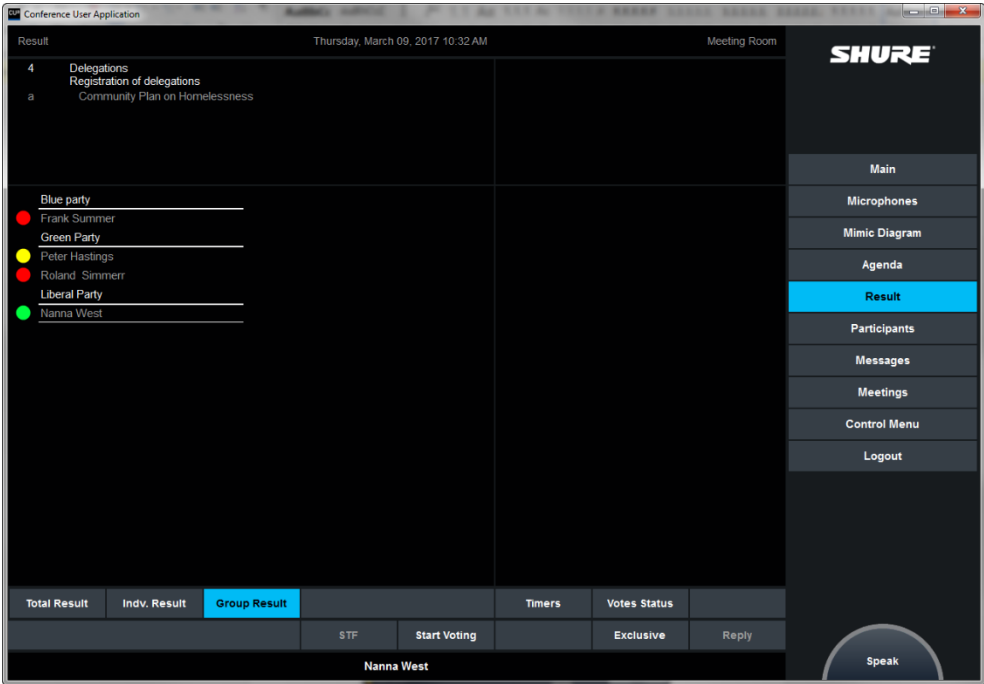 Conference User Application
Result
Thursday, March 09, 2017 10:32 AM
Meeting Room
SHURE
4 Delegations
Registration of delegations
a Community Plan on Homelessness
Blue party
Frank Summer
Green Party
Peter Hastings
Roland Simmerr
Liberal Party
Nanna West
Main
Microphones
Mimic Diagram
Agenda
Result
Participants
Messages
Meetings
Control Menu
Logout
Total Result
Indv. Result
Group Result
Timers
Votes Status
STF
Start Voting
Exclusive
Reply
Nanna West
Speak